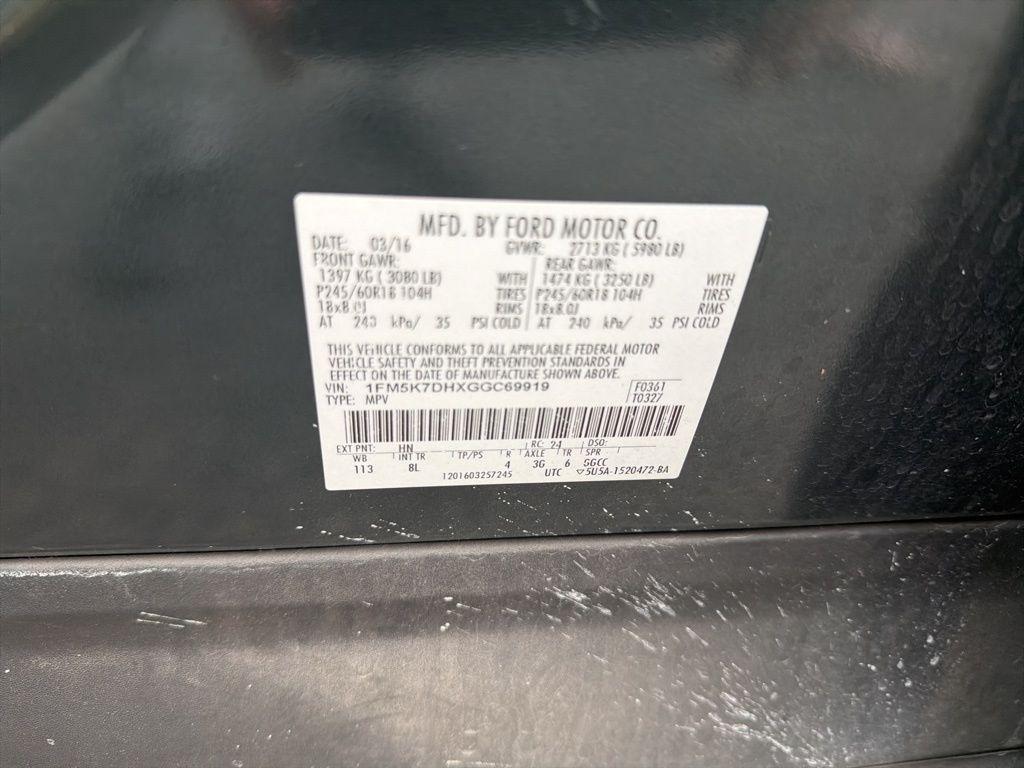 MFD. BY FORD MOTOR CO.
DATE: 03/16 GVWR: 2713 KG ( 5980 LB)
FRONT GAWR: REAR GAWR:
1397 KG ( 3080 LB) WITH 1474 KG ( 3250 LB) WITH
P245/60R18 104H TIRES P245/60R18 104H TIRES
18x8.0J RIMS 18x8.0J RIMS
AT 240 kPa/ 35 PSI COLD AT 240 kPa/ 35 PSI COLD
THIS VEHICLE CONFORMS TO ALL APPLICABLE FEDERAL MOTOR
VEHICLE SAFETY AND THEFT PREVENTION STANDARDS IN
EFFECT ON THE DATE OF MANUFACTURE SHOWN ABOVE.
VIN: 1FM5K7DHXGGC69919 F0361
TYPE: MPV T0327
EXT PNT: HN RC: 24 DSO:
WB INT TR TP/PS R AXLE TR SPR
113 8L 4 3G 6 GGCC
1201603257245 UTC ▽5U5A-1520472-BA